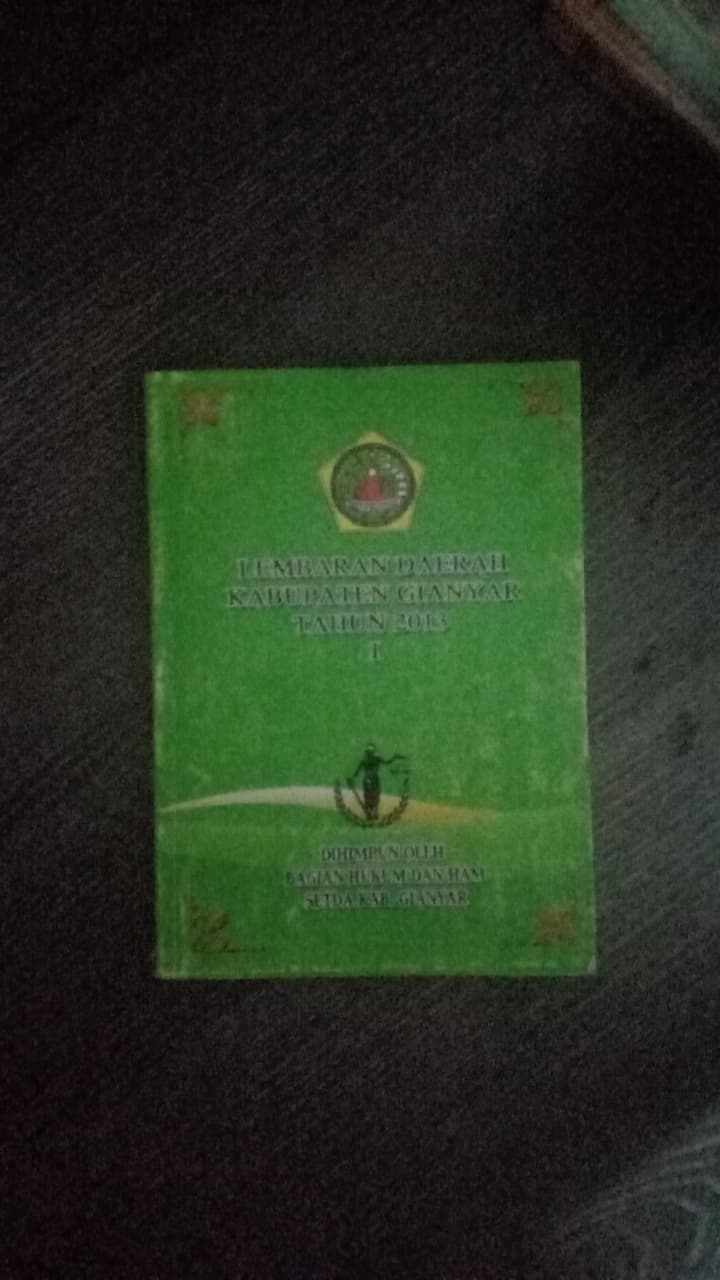 LEMBARAN DAERAH
KABUPATEN GIANYAR
TAHUN 2013
I
DIHIMPUN OLEH
BAGIAN HUKUM DAN HAM
SETDA KAB. GIANYAR